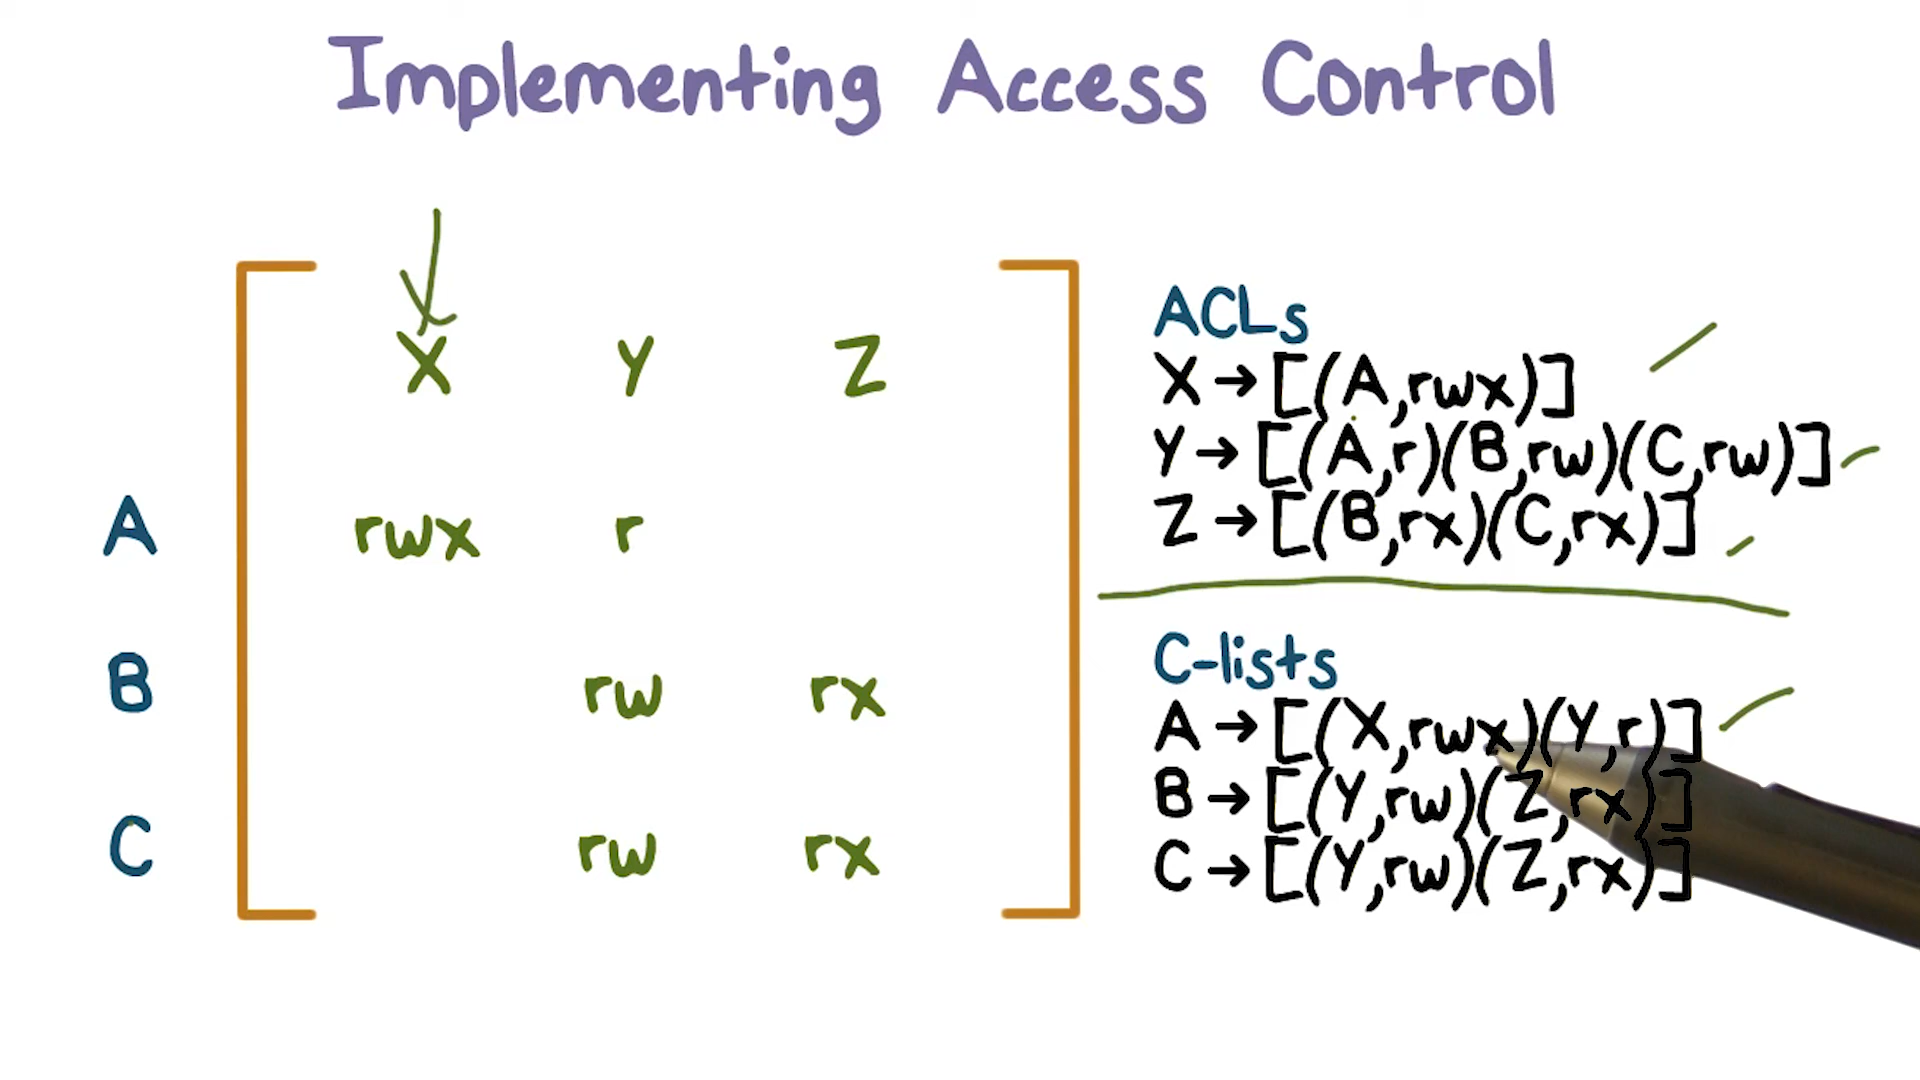 Implementing Access Control
X Y Z
A rwx r
B rw rx
C rw rx
ACLs
X → [(A,rwx)]
Y → [(A,r)(B,rw)(C,rw)]
Z → [(B,rx)(C,rx)]
C-lists
A → [(X,rwx)(Y,r)]
B → [(Y,rw)(Z,rx)]
C → [(Y,rw)(Z,rx)]